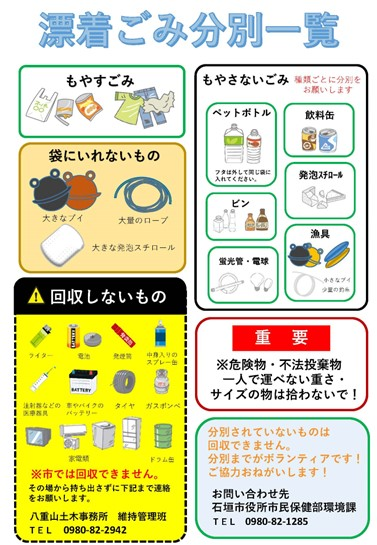 漂着ごみ分別一覧
もやすごみ
袋にいれないもの
大きなブイ
大量のロープ
大きな発泡スチロール
回収しないもの
ライター
電池
発煙筒
中身入りの
スプレー缶
BATTERY
注射器などの
医療器具
車やバイクの
バッテリー
タイヤ
ガスボンベ
家電類
ドラム缶
※市では回収できません。
その場から持ち出さずに下記まで連絡
をお願いします。
八重山土木事務所 維持管理班
TEL 0980-82-2942
もやさないごみ
種類ごとに分別を
お願いします
ペットボトル
フタは外して同じ袋に
入れてください。
飲料缶
発泡ｽﾁﾛｰﾙ
ビン
漁具
小さなブイ
少量の釣糸
蛍光管・電球
重 要
※危険物・不法投棄物
一人で運べない重さ・
サイズの物は拾わないで！
分別されていないものは
回収できません。
分別までがボランティアです！
ご協力おねがいします！
お問い合わせ先
石垣市役所市民保健部環境課
TEL 0980-82-1285